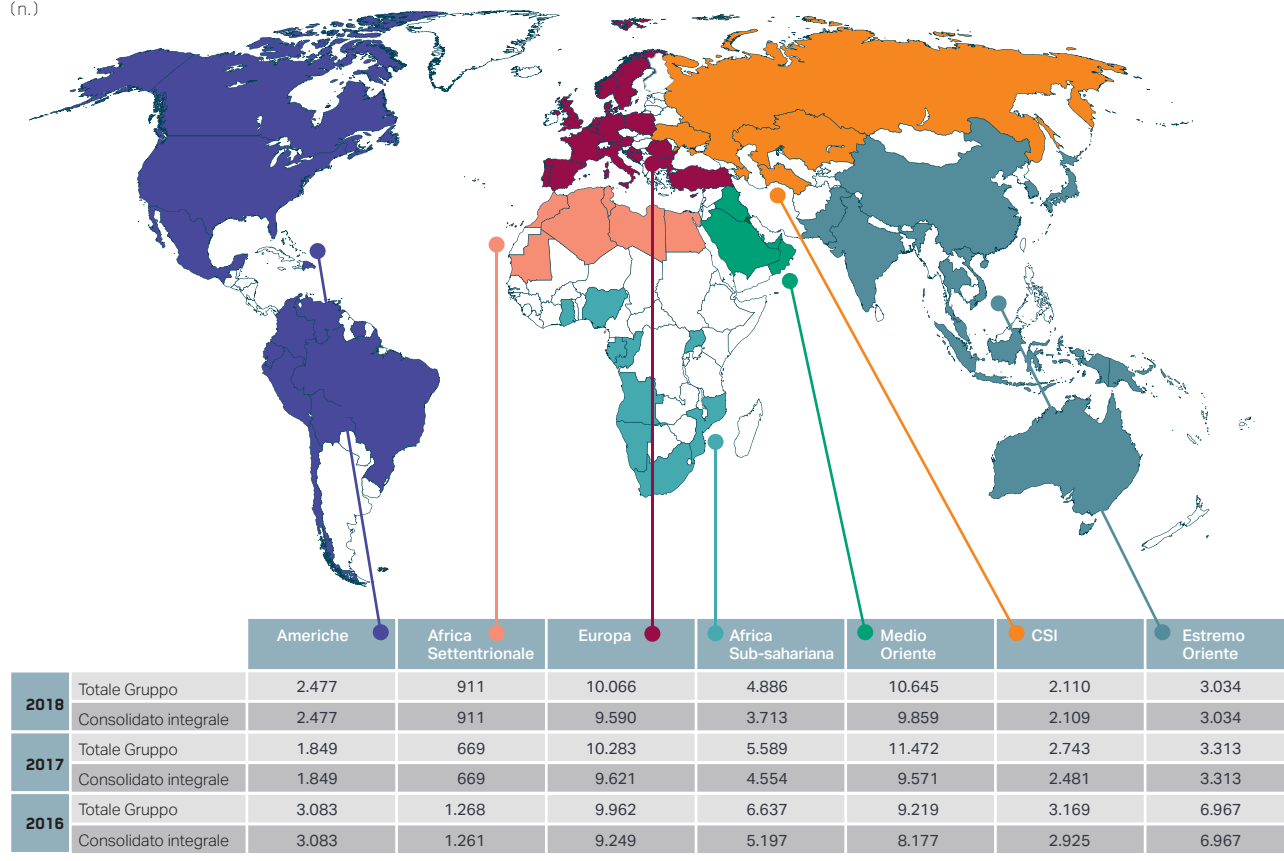 (n.)
Americhe
Africa
Settentrionale
Europa
Africa
Sub-sahariana
Medio
Oriente
CSI
Estremo
Oriente
2018
Totale Gruppo 2.477 911 10.066 4.886 10.645 2.110 3.034
Consolidato integrale 2.477 911 9.590 3.713 9.859 2.109 3.034
2017
Totale Gruppo 1.849 669 10.283 5.589 11.472 2.743 3.313
Consolidato integrale 1.849 669 9.621 4.554 9.571 2.481 3.313
2016
Totale Gruppo 3.083 1.268 9.962 6.637 9.219 3.169 6.967
Consolidato integrale 3.083 1.261 9.249 5.197 8.177 2.925 6.967